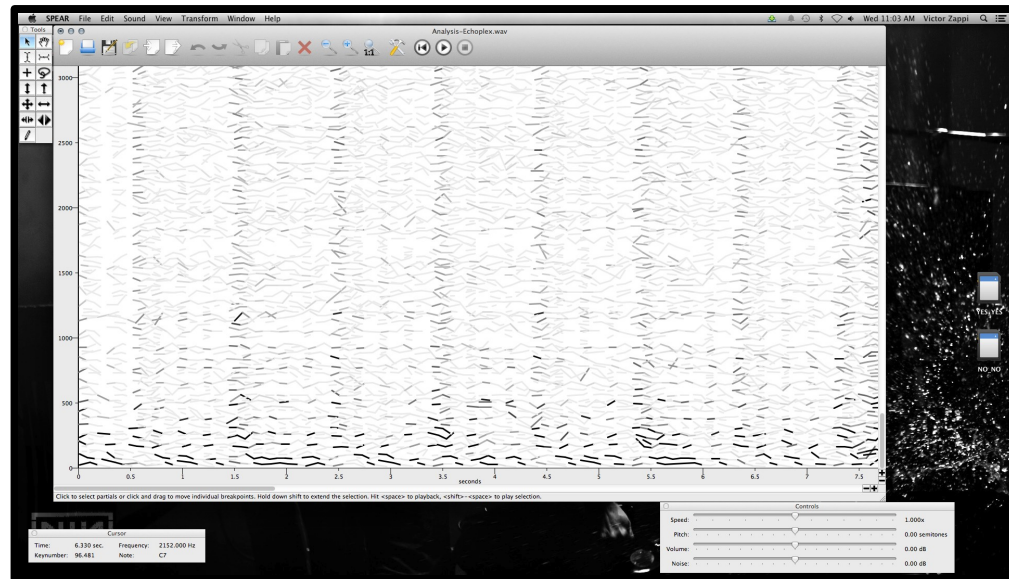 SPEAR File Edit Sound View Transform Window Help Wed 11:03 AM Victor Zappi
Tools
Analysis-Echoplex.wav
1:1
3000
2500
2000
1500
1000
500
0
0 0.5 1 1.5 2 2.5 3 3.5 4 4.5 5 5.5 6 6.5 7 7.5
seconds
Click to select partials or click and drag to move individual breakpoints. Hold down shift to extend the selection. Hit <space> to playback, <shift>-<space> to play selection.
YES_YES
NO_NO
Cursor
Time: 6.330 sec. Frequency: 2152.000 Hz
Keynumber: 96.481 Note: C7
Controls
Speed: 1.000x
Pitch: 0.00 semitones
Volume: 0.00 dB
Noise: 0.00 dB